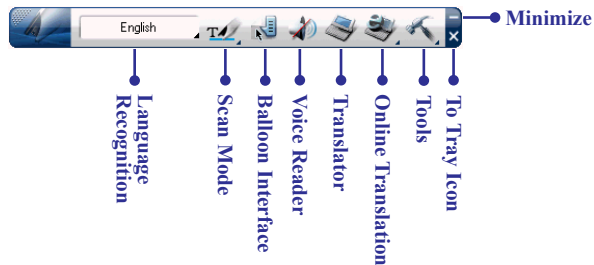 English
T
Minimize
Language
Recognition
Scan Mode
Balloon Interface
Voice Reader
Translator
Online Translation
Tools
To Tray Icon